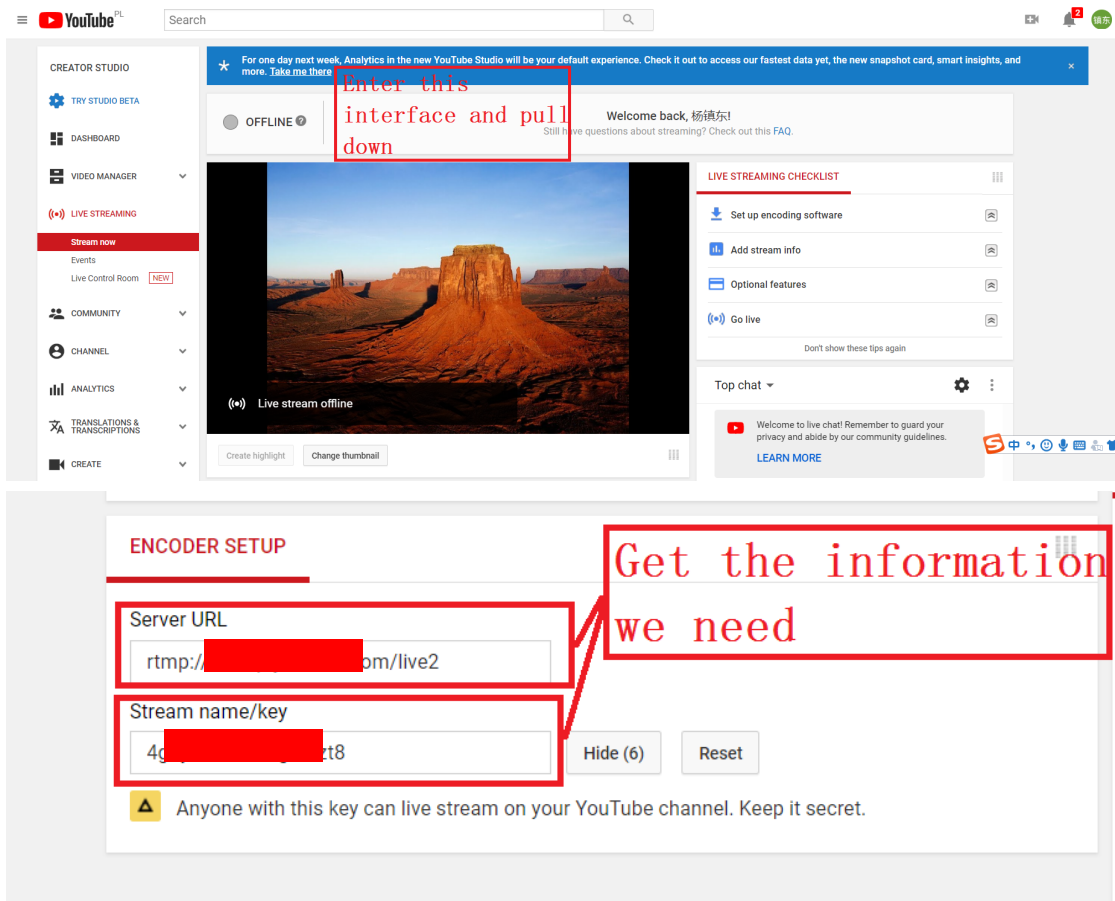 YouTube PL
Search
2
镇东
CREATOR STUDIO
TRY STUDIO BETA
DASHBOARD
VIDEO MANAGER
LIVE STREAMING
Stream now
Events
Live Control Room NEW
COMMUNITY
CHANNEL
ANALYTICS
TRANSLATIONS &
TRANSCRIPTIONS
CREATE
For one day next week, Analytics in the new YouTube Studio will be your default experience. Check it out to access our fastest data yet, the new snapshot card, smart insights, and
more. Take me there
×
Enter this
interface and pull
down
OFFLINE ?
Welcome back, 杨镇东!
Still have questions about streaming? Check out this FAQ.
Live stream offline
Create highlight
Change thumbnail
LIVE STREAMING CHECKLIST
Set up encoding software
Add stream info
Optional features
Go live
Don't show these tips again
Top chat
Welcome to live chat! Remember to guard your
privacy and abide by our community guidelines.
LEARN MORE
S 中
ENCODER SETUP
Get the information
we need
Server URL
rtmp:/ om/live2
Stream name/key
4g zt8
Hide (6)
Reset
Anyone with this key can live stream on your YouTube channel. Keep it secret.